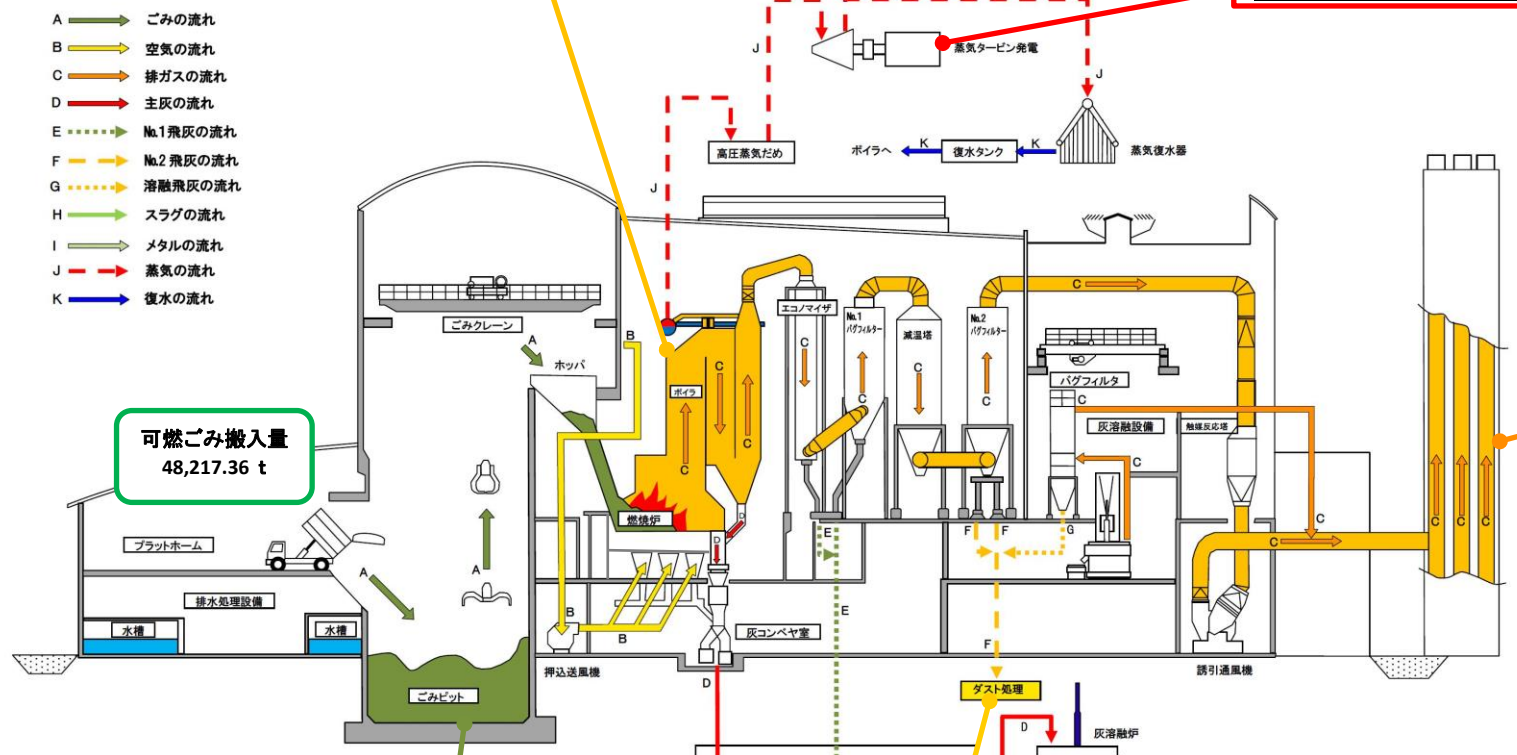 A ごみの流れ
B 空気の流れ
C 排ガスの流れ
D 主灰の流れ
E №1飛灰の流れ
F №2 飛灰の流れ
G 溶融飛灰の流れ
H スラグの流れ
I メタルの流れ
J 蒸気の流れ
K 復水の流れ
J
蒸気タービン発電
J
高圧蒸気だめ
ボイラへ
K
復水タンク
K
蒸気復水器
J
ごみクレーン
A
B
ホッパ
エコノマイザ
№1
バグフィルター
減温塔
№2
バグフィルター
C
バグフィルタ
C
C
C
C
C
C
C
ボイラ
C
C
C
灰溶融設備
触媒反応塔
C
可燃ごみ搬入量
48,217.36 t
燃焼炉
D
D
E
F
F
G
C
C
C
C
C
プラットホーム
A
A
排水処理設備
水槽
水槽
B
B
灰コンベヤ室
E
F
押込送風機
誘引通風機
ごみピット
D
ダスト処理
D
灰溶融炉